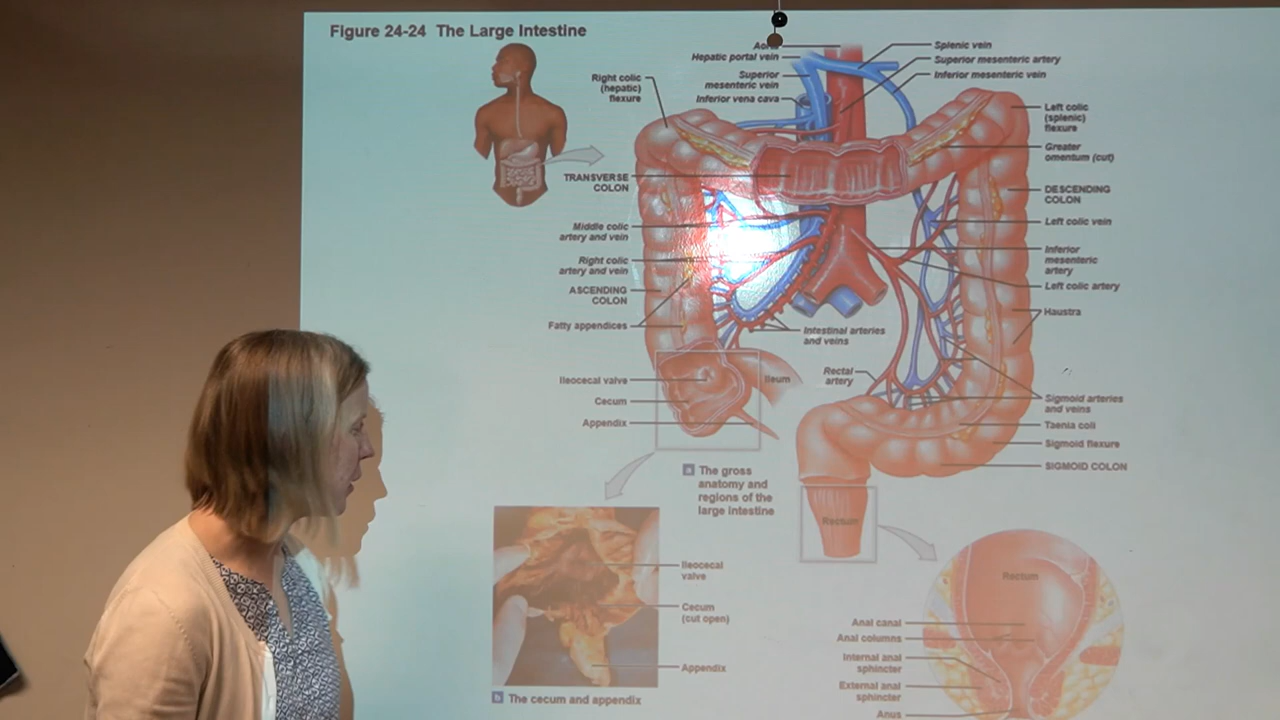 Figure 24-24 The Large Intestine
Aorta
Hepatic portal vein
Superior
mesenteric vein
Inferior vena cava
Splenic vein
Superior mesenteric artery
Inferior mesenteric vein
Right colic
(hepatic)
flexure
Left colic
(splenic)
flexure
Greater
omentum (cut)
TRANSVERSE
COLON
DESCENDING
COLON
Middle colic
artery and vein
Left colic vein
Right colic
artery and vein
Inferior
mesenteric
artery
ASCENDING
COLON
Left colic artery
Fatty appendices
Haustra
Intestinal arteries
and veins
Ileocecal valve
Ileum
Rectal
artery
Cecum
Appendix
Sigmoid arteries
and veins
Taenia coli
Sigmoid flexure
SIGMOID COLON
a The gross
anatomy and
regions of the
large intestine
Rectum
Ileocecal
valve
Cecum
(cut open)
Appendix
b The cecum and appendix
Rectum
Anal canal
Anal columns
Internal anal
sphincter
External anal
sphincter
Anus